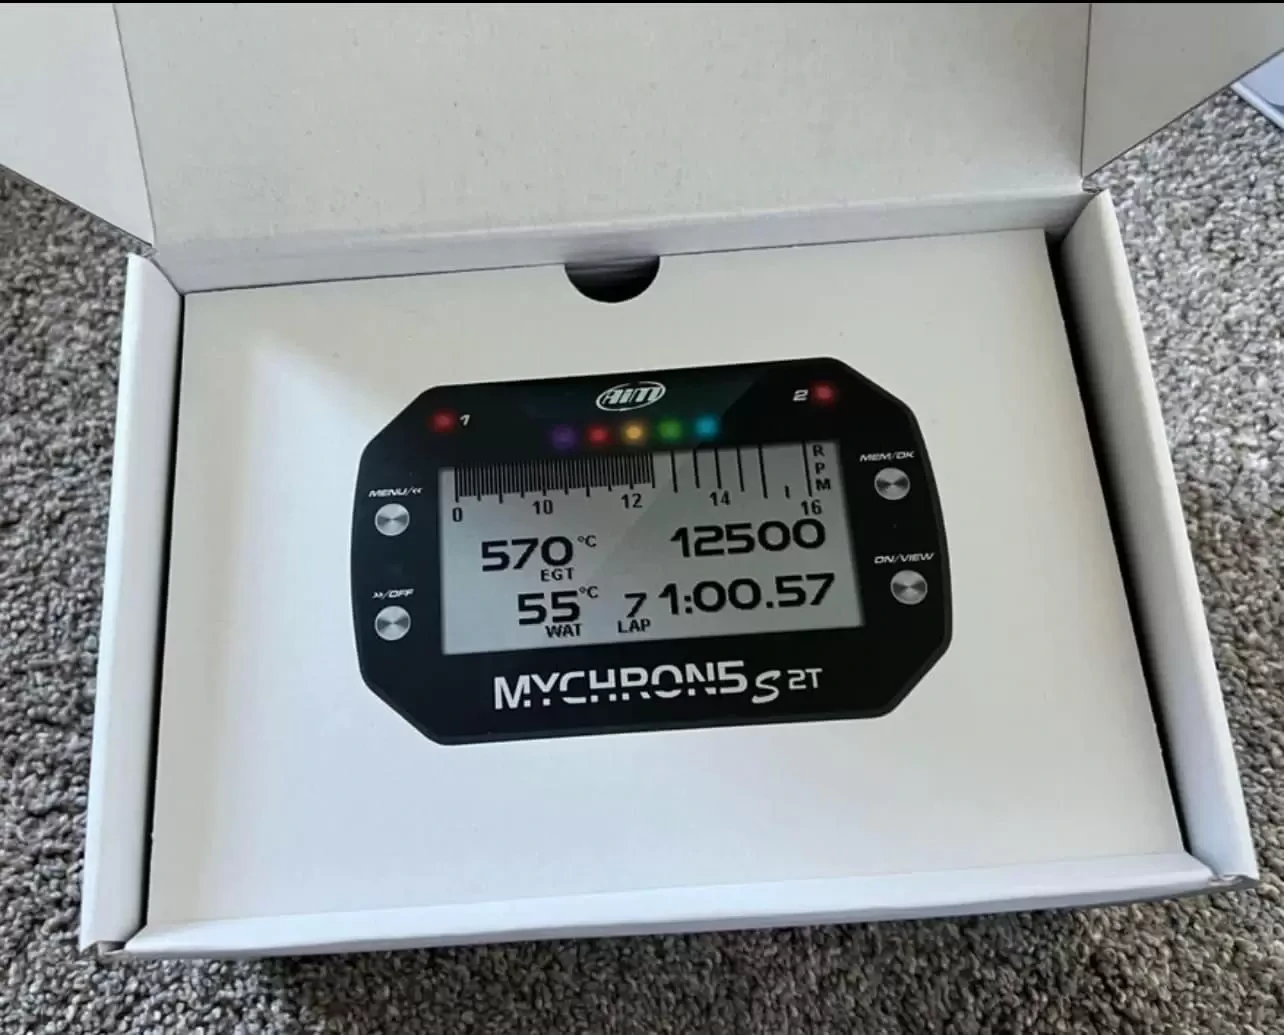 AIM
1
2
MENU/<<
MEM/OK
RPM
0 10 12 14 16
570 °C 12500
EGT
>>/OFF
ON/VIEW
55 °C 7 1:00.57
WAT LAP
MYCHRON5 S 2T